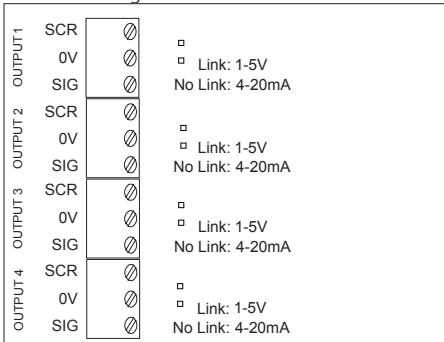 OUTPUT 1
SCR
0V
SIG
Link: 1-5V
No Link: 4-20mA
OUTPUT 2
SCR
0V
SIG
Link: 1-5V
No Link: 4-20mA
OUTPUT 3
SCR
0V
SIG
Link: 1-5V
No Link: 4-20mA
OUTPUT 4
SCR
0V
SIG
Link: 1-5V
No Link: 4-20mA